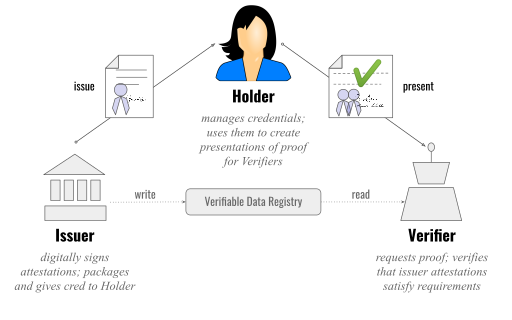 issue
present
Holder
manages credentials;
uses them to create
presentations of proof
for Verifiers
write
Verifiable Data Registry
read
Issuer
digitally signs
attestations; packages
and gives cred to Holder
Verifier
requests proof; verifies
that issuer attestations
satisfy requirements